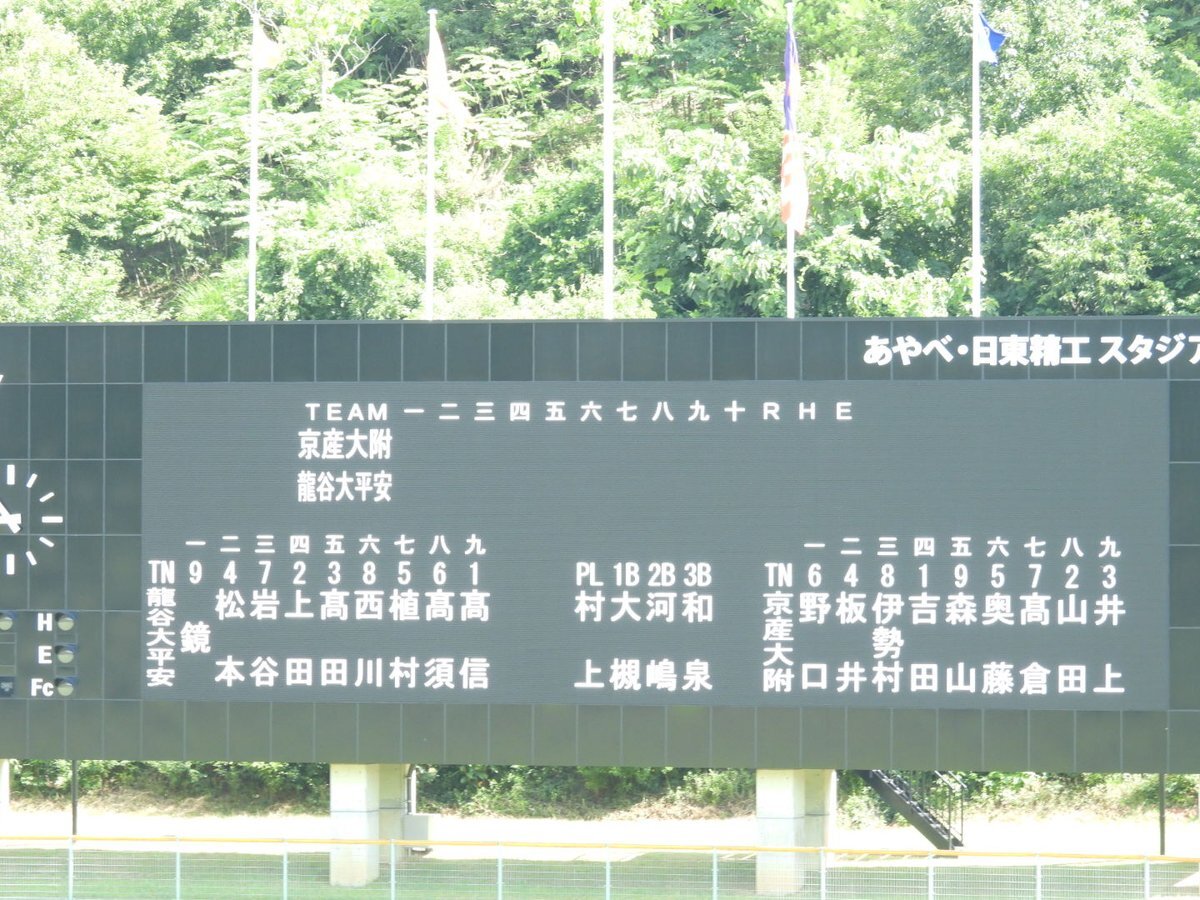 あやべ・日東精工 スタジア
TEAM 一 二 三 四 五 六 七 八 九 十 R H E
京産大附
龍谷大平安
一 二 三 四 五 六 七 八 九
TN 9 4 7 2 3 8 5 6 1
龍谷大平安 鏡 松本 岩谷 上田 髙田 西川 植村 髙須 髙信
PL 1B 2B 3B
村上 大槻 河嶋 和泉
一 二 三 四 五 六 七 八 九
TN 6 4 8 1 9 5 7 2 3
京産大附 野口 板井 伊勢村 吉田 森山 奥藤 髙倉 山田 井上
H
E
Fc